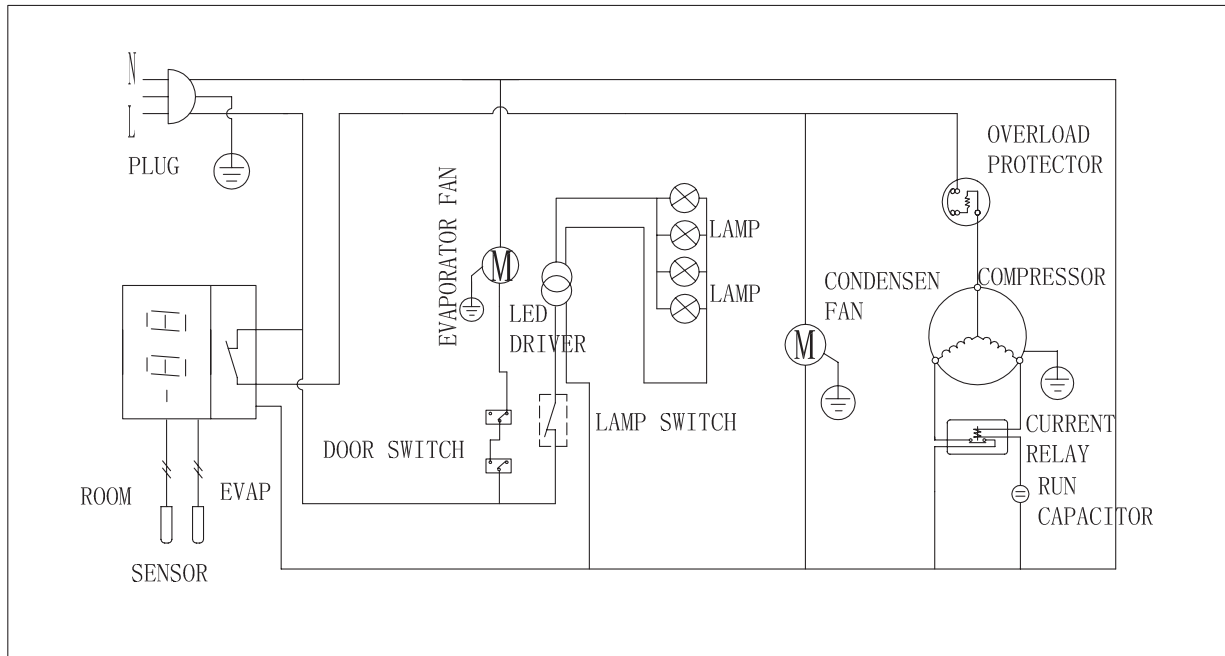 N
L
PLUG
OVERLOAD
PROTECTOR
EVAPORATOR FAN
M
LAMP
LAMP
CONDENSEN
FAN
COMPRESSOR
LED
DRIVER
M
LAMP SWITCH
DOOR SWITCH
CURRENT
RELAY
ROOM
EVAP
RUN
CAPACITOR
SENSOR